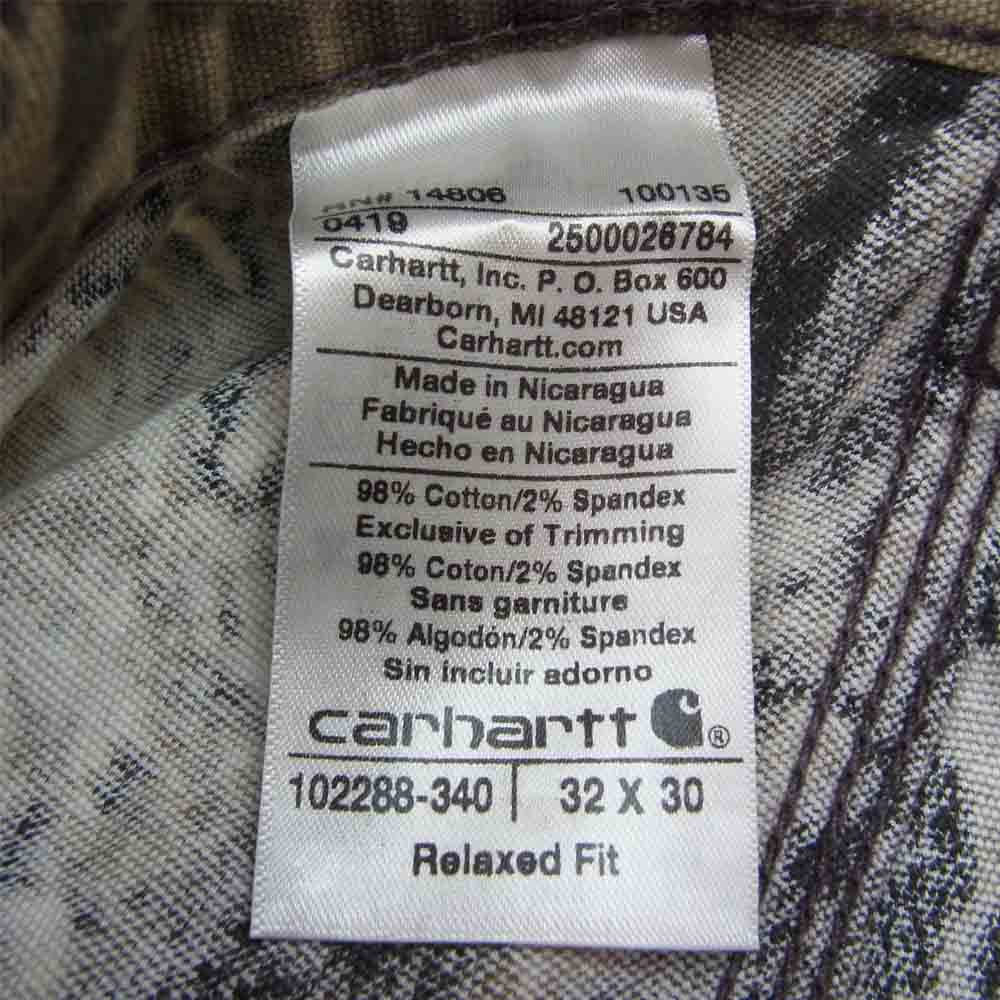 RN# 14806 100135
0419 2500026784
Carhartt, Inc. P. O. Box 600
Dearborn, MI 48121 USA
Carhartt.com
Made in Nicaragua
Fabriqué au Nicaragua
Hecho en Nicaragua
98% Cotton/2% Spandex
Exclusive of Trimming
98% Coton/2% Spandex
Sans garniture
98% Algodón/2% Spandex
Sin incluir adorno
carhartt ®
102288-340 | 32 X 30
Relaxed Fit